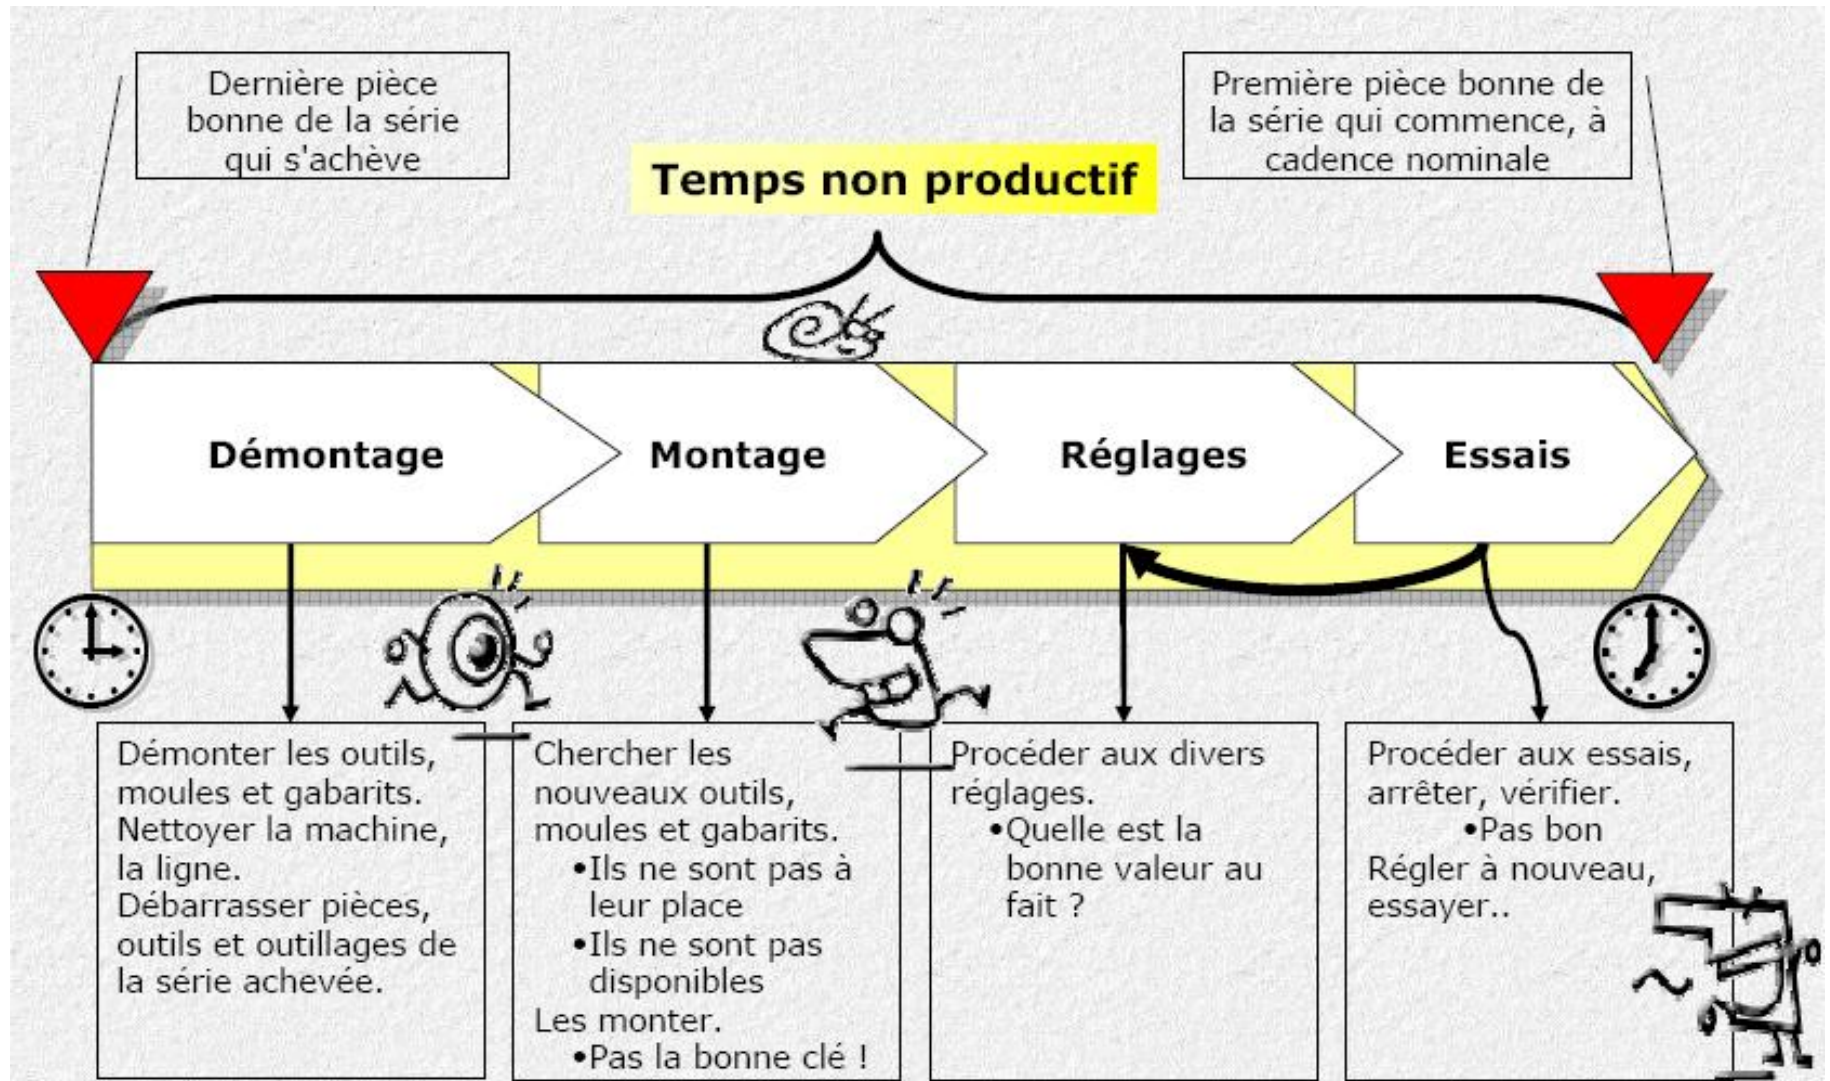 Dernière pièce
bonne de la série
qui s'achève
Première pièce bonne de
la série qui commence, à
cadence nominale
Temps non productif
Démontage
Montage
Réglages
Essais
Démonter les outils,
moules et gabarits.
Nettoyer la machine,
la ligne.
Débarrasser pièces,
outils et outillages de
la série achevée.
Chercher les
nouveaux outils,
moules et gabarits.
•Ils ne sont pas à
leur place
•Ils ne sont pas
disponibles
Les monter.
•Pas la bonne clé !
Procéder aux divers
réglages.
•Quelle est la
bonne valeur au
fait ?
Procéder aux essais,
arrêter, vérifier.
•Pas bon
Régler à nouveau,
essayer..